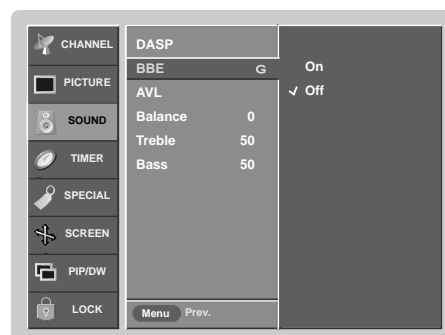 CHANNEL
PICTURE
SOUND
TIMER
SPECIAL
SCREEN
PIP/DW
LOCK
DASP
BBE G
AVL
Balance 0
Treble 50
Bass 50
Menu Prev.
On
✓ Off